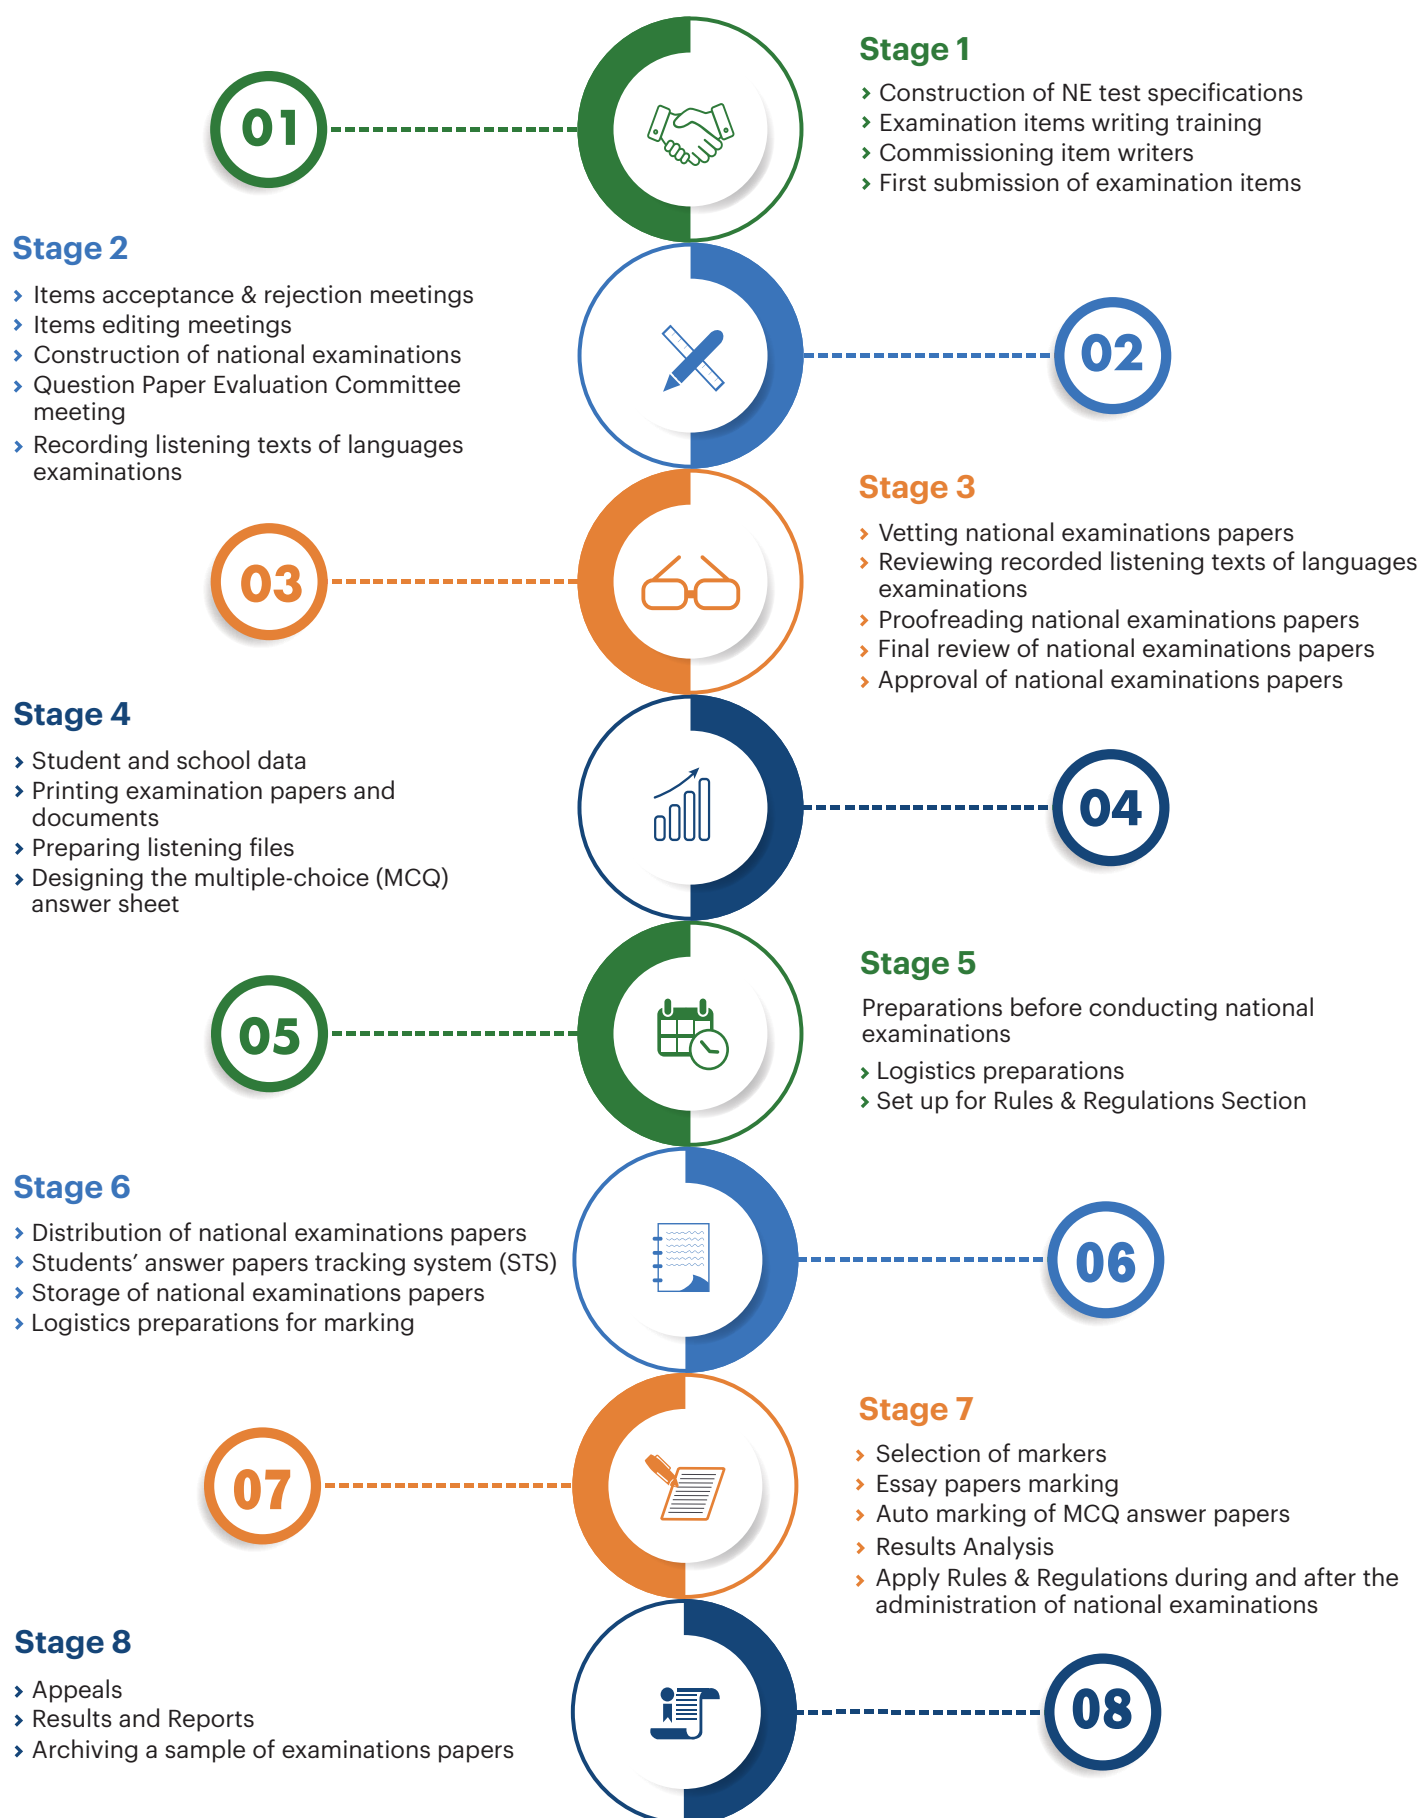 01
Stage 1
Construction of NE test specifications
Examination items writing training
Commissioning item writers
First submission of examination items
Stage 2
Items acceptance & rejection meetings
Items editing meetings
Construction of national examinations
Question Paper Evaluation Committee
meeting
Recording listening texts of languages
examinations
02
03
Stage 3
Vetting national examinations papers
Reviewing recorded listening texts of languages
examinations
Proofreading national examinations papers
Final review of national examinations papers
Approval of national examinations papers
Stage 4
Student and school data
Printing examination papers and
documents
Preparing listening files
Designing the multiple-choice (MCQ)
answer sheet
04
05
Stage 5
Preparations before conducting national
examinations
Logistics preparations
Set up for Rules & Regulations Section
Stage 6
Distribution of national examinations papers
Students’ answer papers tracking system (STS)
Storage of national examinations papers
Logistics preparations for marking
06
07
Stage 7
Selection of markers
Essay papers marking
Auto marking of MCQ answer papers
Results Analysis
Apply Rules & Regulations during and after the
administration of national examinations
Stage 8
Appeals
Results and Reports
Archiving a sample of examinations papers
08